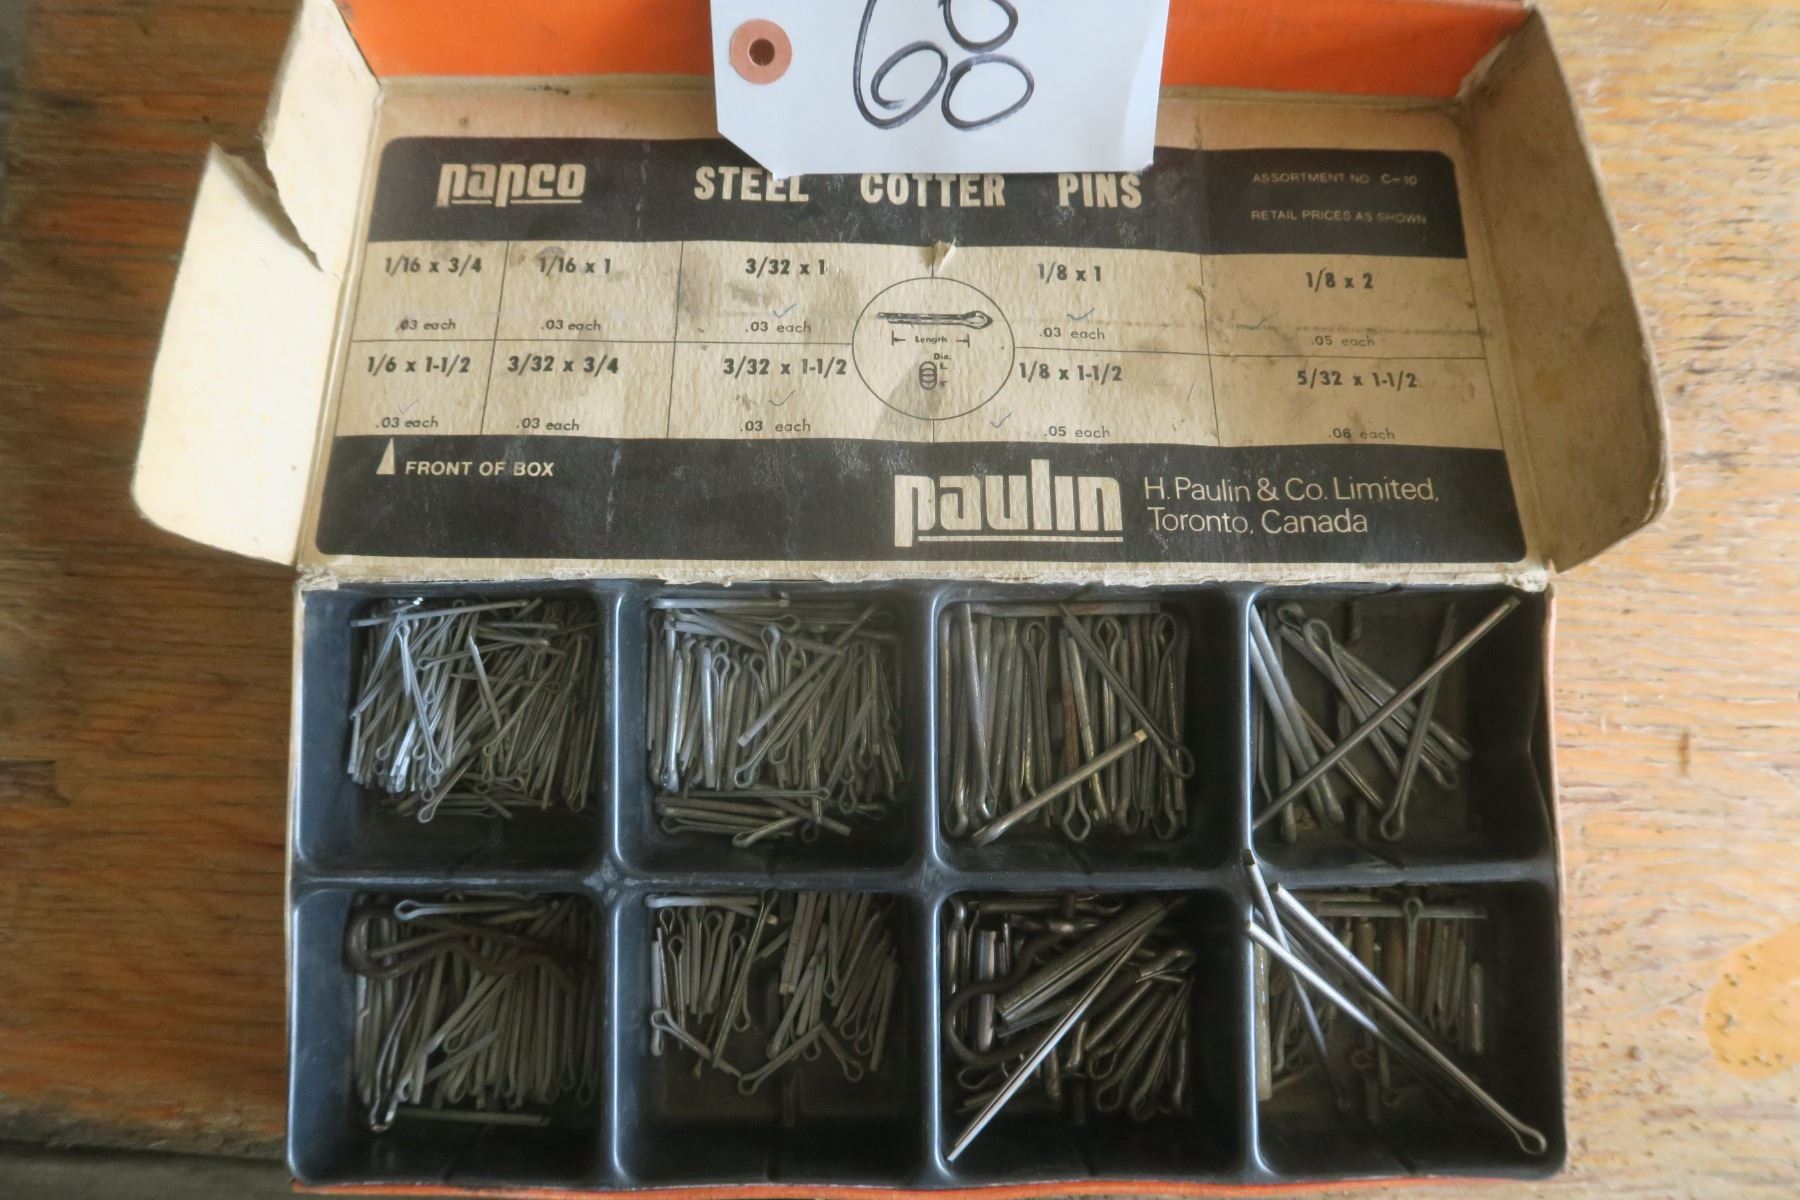 60
papco STEEL COTTER PINS ASSORTMENT NO C-10
RETAIL PRICES AS SHOWN
1/16 x 3/4 1/16 x 1 3/32 x 1 1/8 x 1 1/8 x 2
.03 each .03 each .03 each .03 each .05 each
Length
Dia.
1/6 x 1-1/2 3/32 x 3/4 3/32 x 1-1/2 1/8 x 1-1/2 5/32 x 1-1/2
.03 each .03 each .03 each .05 each .06 each
FRONT OF BOX
paulin H. Paulin & Co. Limited,
Toronto, Canada